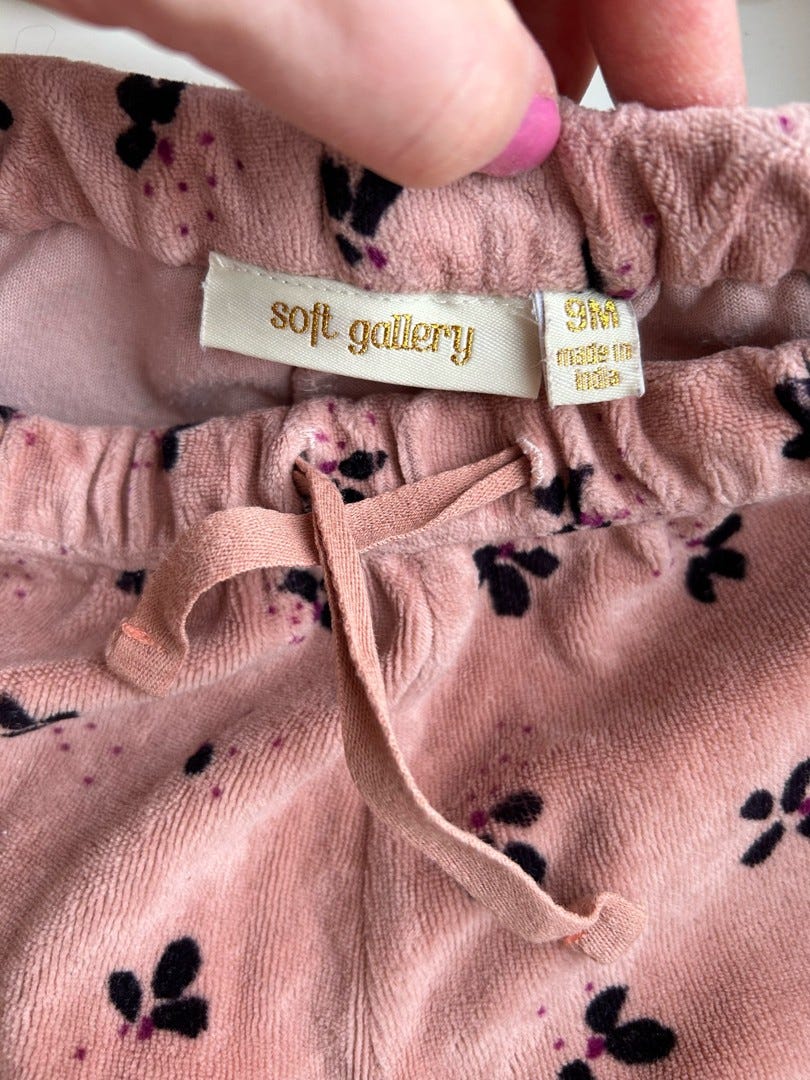 soft gallery
9M
made in
india